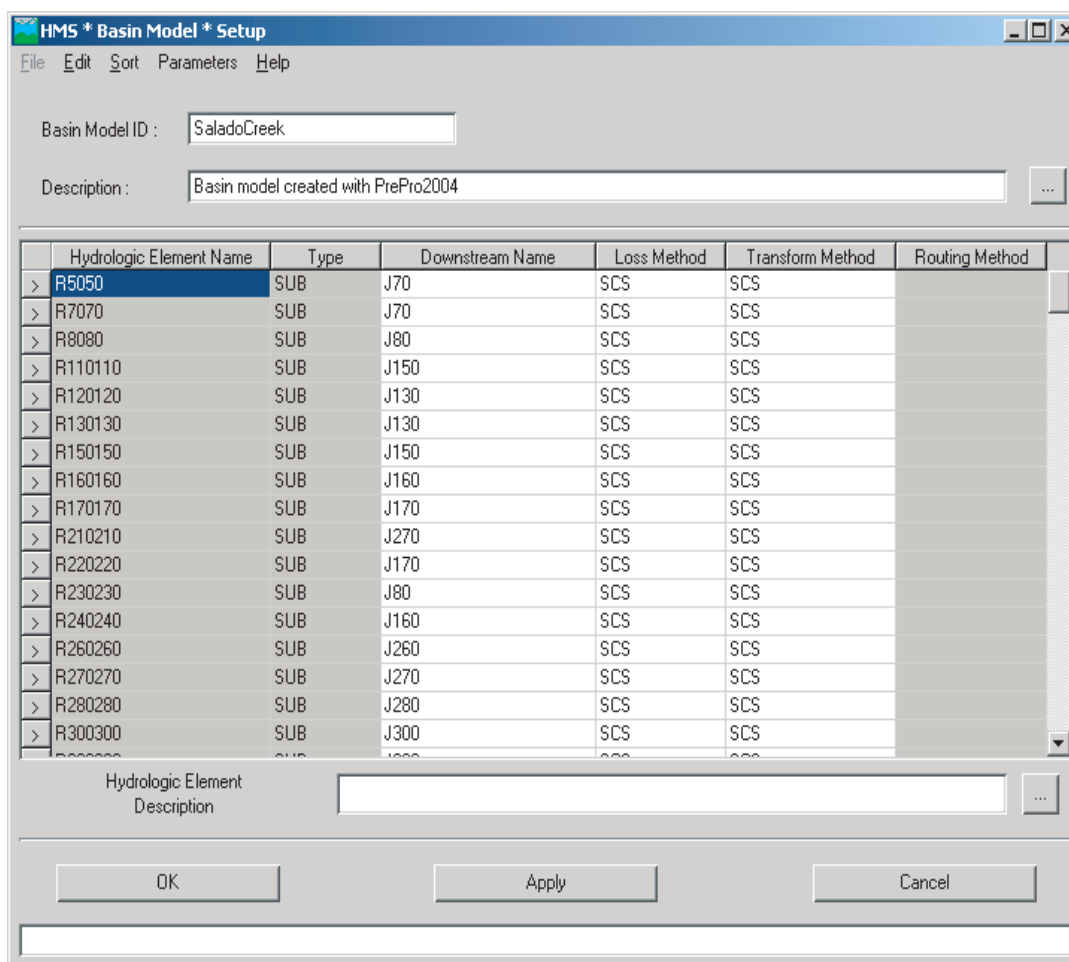 HMS * Basin Model * Setup
File Edit Sort Parameters Help
Basin Model ID : SaladoCreek
Description : Basin model created with PrePro2004 ...
Hydrologic Element Name Type Downstream Name Loss Method Transform Method Routing Method
> R5050 SUB J70 SCS SCS
> R7070 SUB J70 SCS SCS
> R8080 SUB J80 SCS SCS
> R110110 SUB J150 SCS SCS
> R120120 SUB J130 SCS SCS
> R130130 SUB J130 SCS SCS
> R150150 SUB J150 SCS SCS
> R160160 SUB J160 SCS SCS
> R170170 SUB J170 SCS SCS
> R210210 SUB J270 SCS SCS
> R220220 SUB J170 SCS SCS
> R230230 SUB J80 SCS SCS
> R240240 SUB J160 SCS SCS
> R260260 SUB J260 SCS SCS
> R270270 SUB J270 SCS SCS
> R280280 SUB J280 SCS SCS
> R300300 SUB J300 SCS SCS
Hydrologic Element
Description ...
OK Apply Cancel